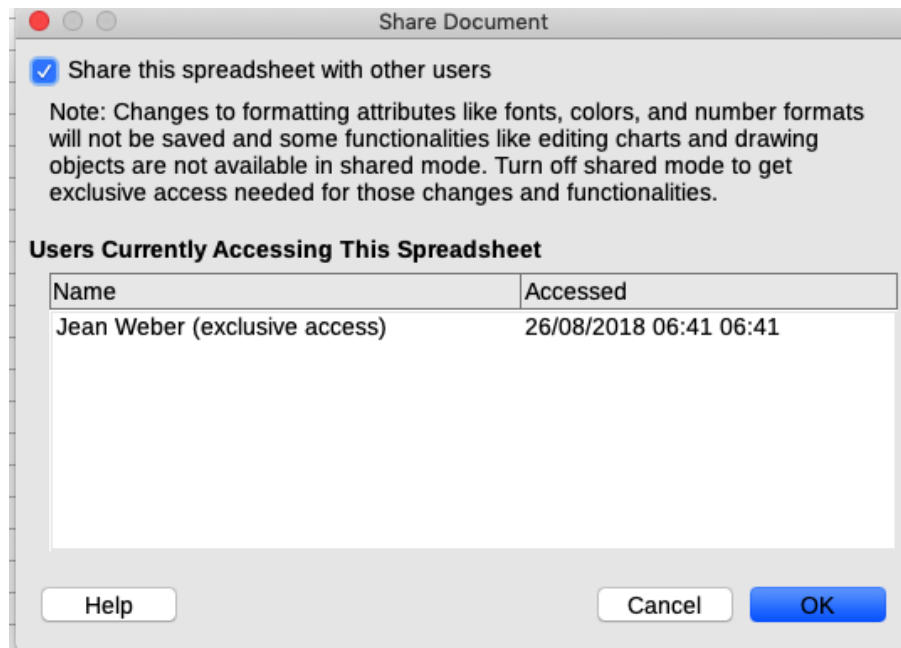 Share Document
Share this spreadsheet with other users
Note: Changes to formatting attributes like fonts, colors, and number formats
will not be saved and some functionalities like editing charts and drawing
objects are not available in shared mode. Turn off shared mode to get
exclusive access needed for those changes and functionalities.
Users Currently Accessing This Spreadsheet
Name Accessed
Jean Weber (exclusive access) 26/08/2018 06:41 06:41
Help Cancel OK